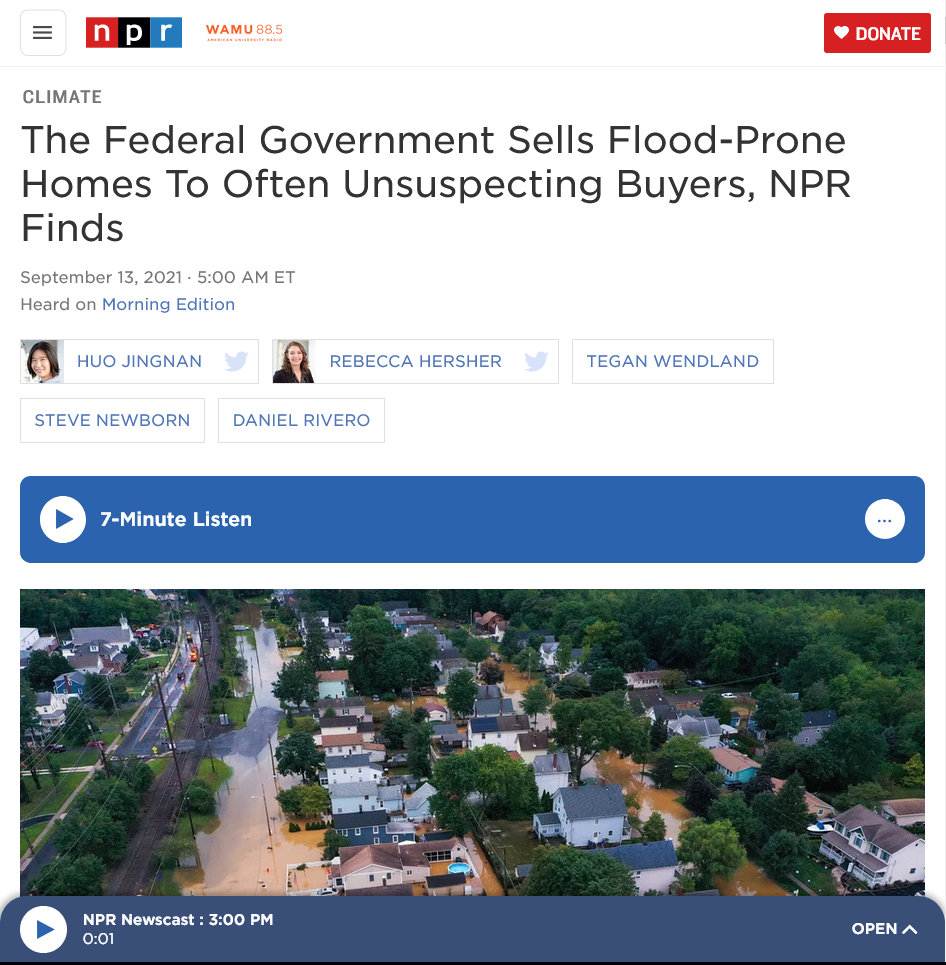 npr
WAMU 88.5
AMERICAN UNIVERSITY RADIO
DONATE
CLIMATE
The Federal Government Sells Flood-Prone
Homes To Often Unsuspecting Buyers, NPR
Finds
September 13, 2021 · 5:00 AM ET
Heard on Morning Edition
HUO JINGNAN
REBECCA HERSHER
TEGAN WENDLAND
STEVE NEWBORN
DANIEL RIVERO
7-Minute Listen
...
NPR Newscast : 3:00 PM
0:01
OPEN